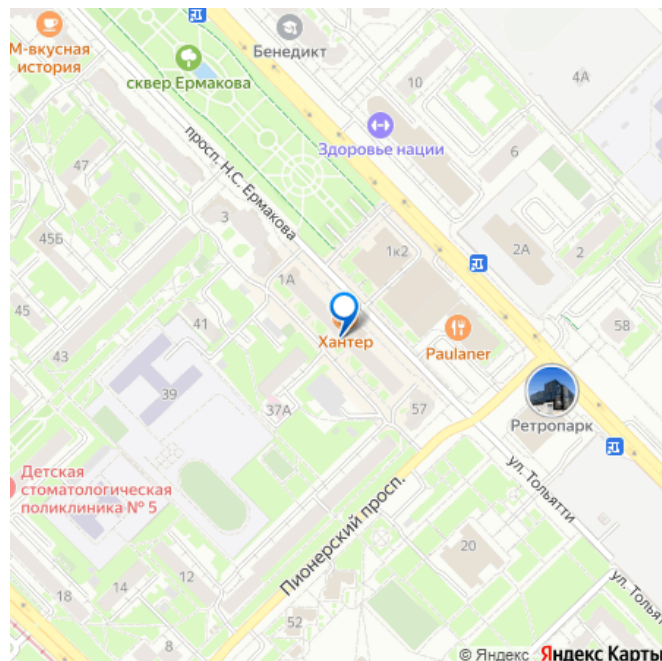 М-вкусная
история
Бенедикт
сквер Ермакова
10
4А
Здоровье нации
6
47
просп. Н.С. Ермакова
3
45Б
1к2
2А
2
1А
45
41
Хантер
Paulaner
58
43
39
37А
57
Ретропарк
Детская
стоматологическая
поликлиника № 5
ул. Тольятти
Пионерский просп.
20
12
14
18
ул. Тольятти
52
8
© Яндекс Яндекс Карты